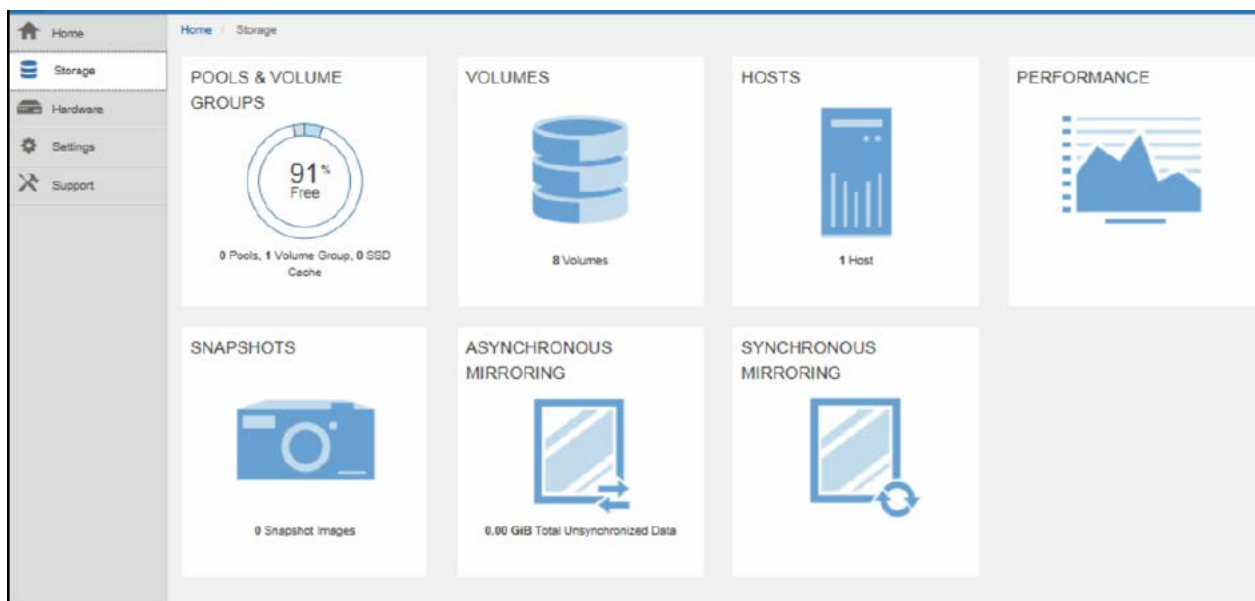 Home
Storage
Hardware
Settings
Support
Home / Storage
POOLS & VOLUME
GROUPS
91%
Free
0 Pools, 1 Volume Group, 0 SSD
Cache
VOLUMES
8 Volumes
HOSTS
1 Host
PERFORMANCE
SNAPSHOTS
0 Snapshot Images
ASYNCHRONOUS
MIRRORING
0.00 GiB Total Unsynchronized Data
SYNCHRONOUS
MIRRORING